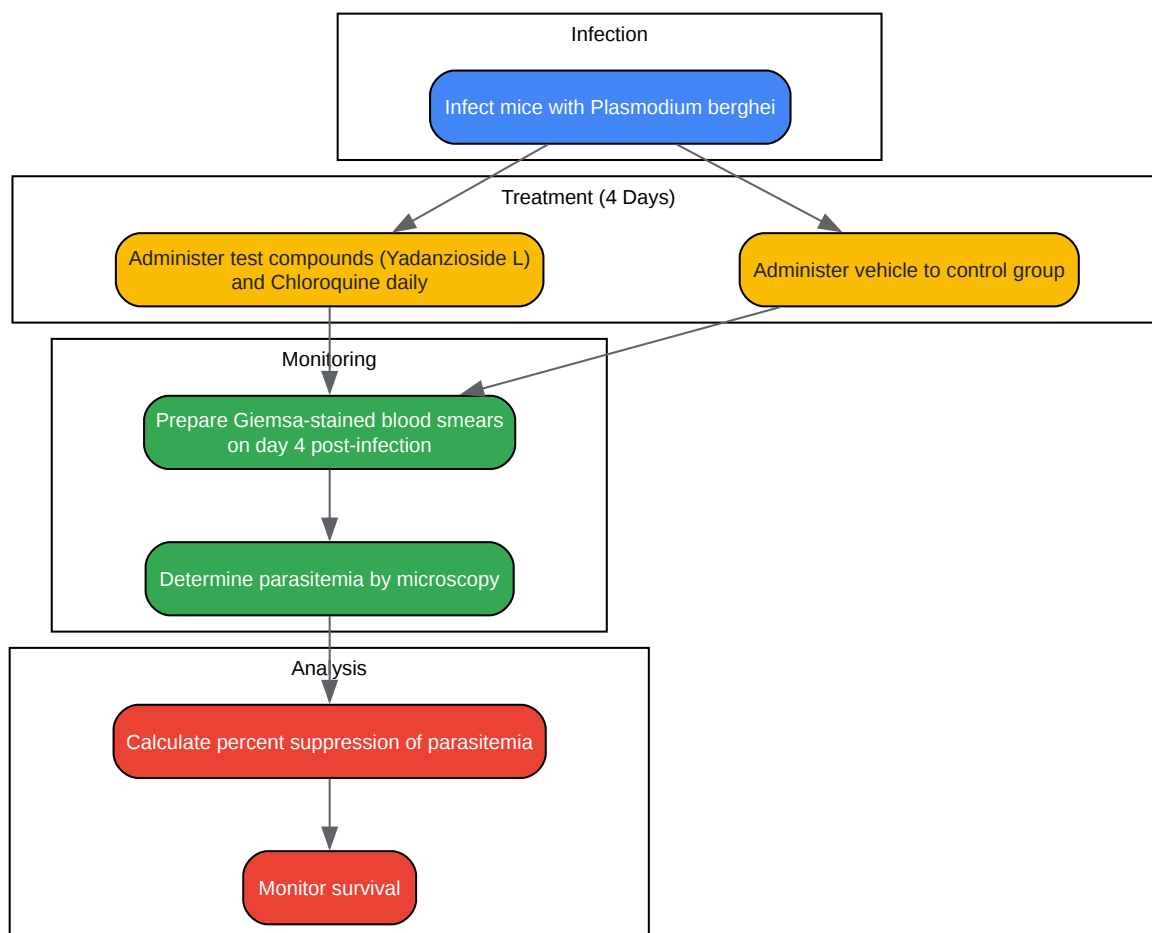 Infection
Infect mice with Plasmodium berghei
Treatment (4 Days)
Administer test compounds (Yadanzioside L)
and Chloroquine daily
Administer vehicle to control group
Monitoring
Prepare Giemsa-stained blood smears
on day 4 post-infection
Determine parasitemia by microscopy
Analysis
Calculate percent suppression of parasitemia
Monitor survival